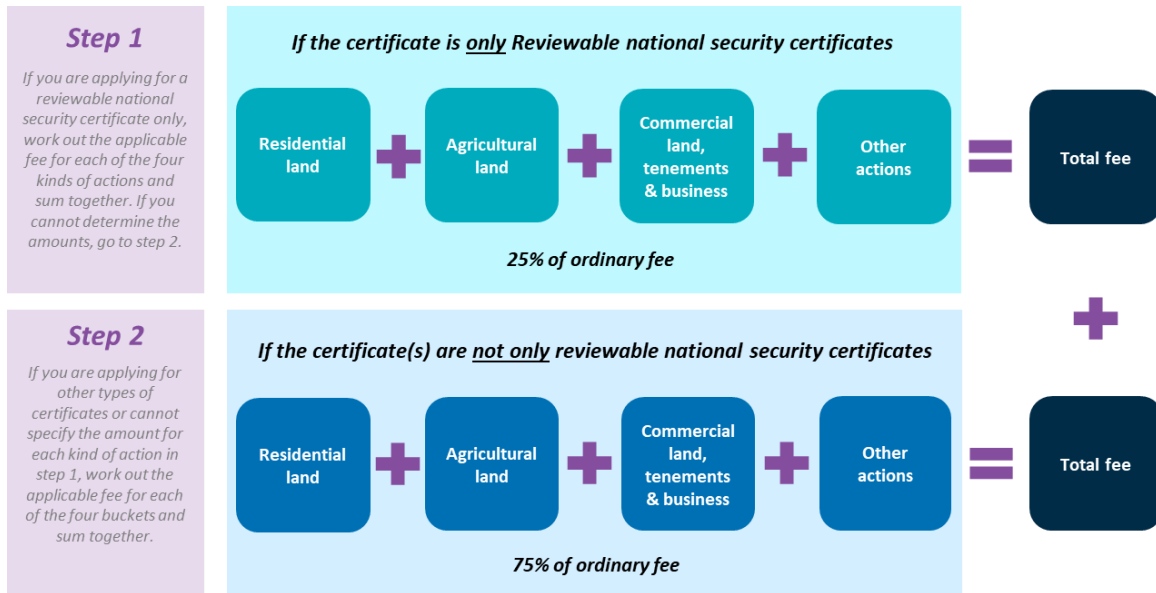 Step 1
If you are applying for a
reviewable national
security certificate only,
work out the applicable
fee for each of the four
kinds of actions and
sum together. If you
cannot determine the
amounts, go to step 2.
If the certificate is only Reviewable national security certificates
Residential
land
+
Agricultural
land
+
Commercial
land,
tenements
& business
+
Other
actions
=
Total fee
25% of ordinary fee
+
Step 2
If you are applying for
other types of
certificates or cannot
specify the amount for
each kind of action in
step 1, work out the
applicable fee for each
of the four buckets and
sum together.
If the certificate(s) are not only reviewable national security certificates
Residential
land
+
Agricultural
land
+
Commercial
land,
tenements
& business
+
Other
actions
=
Total fee
75% of ordinary fee